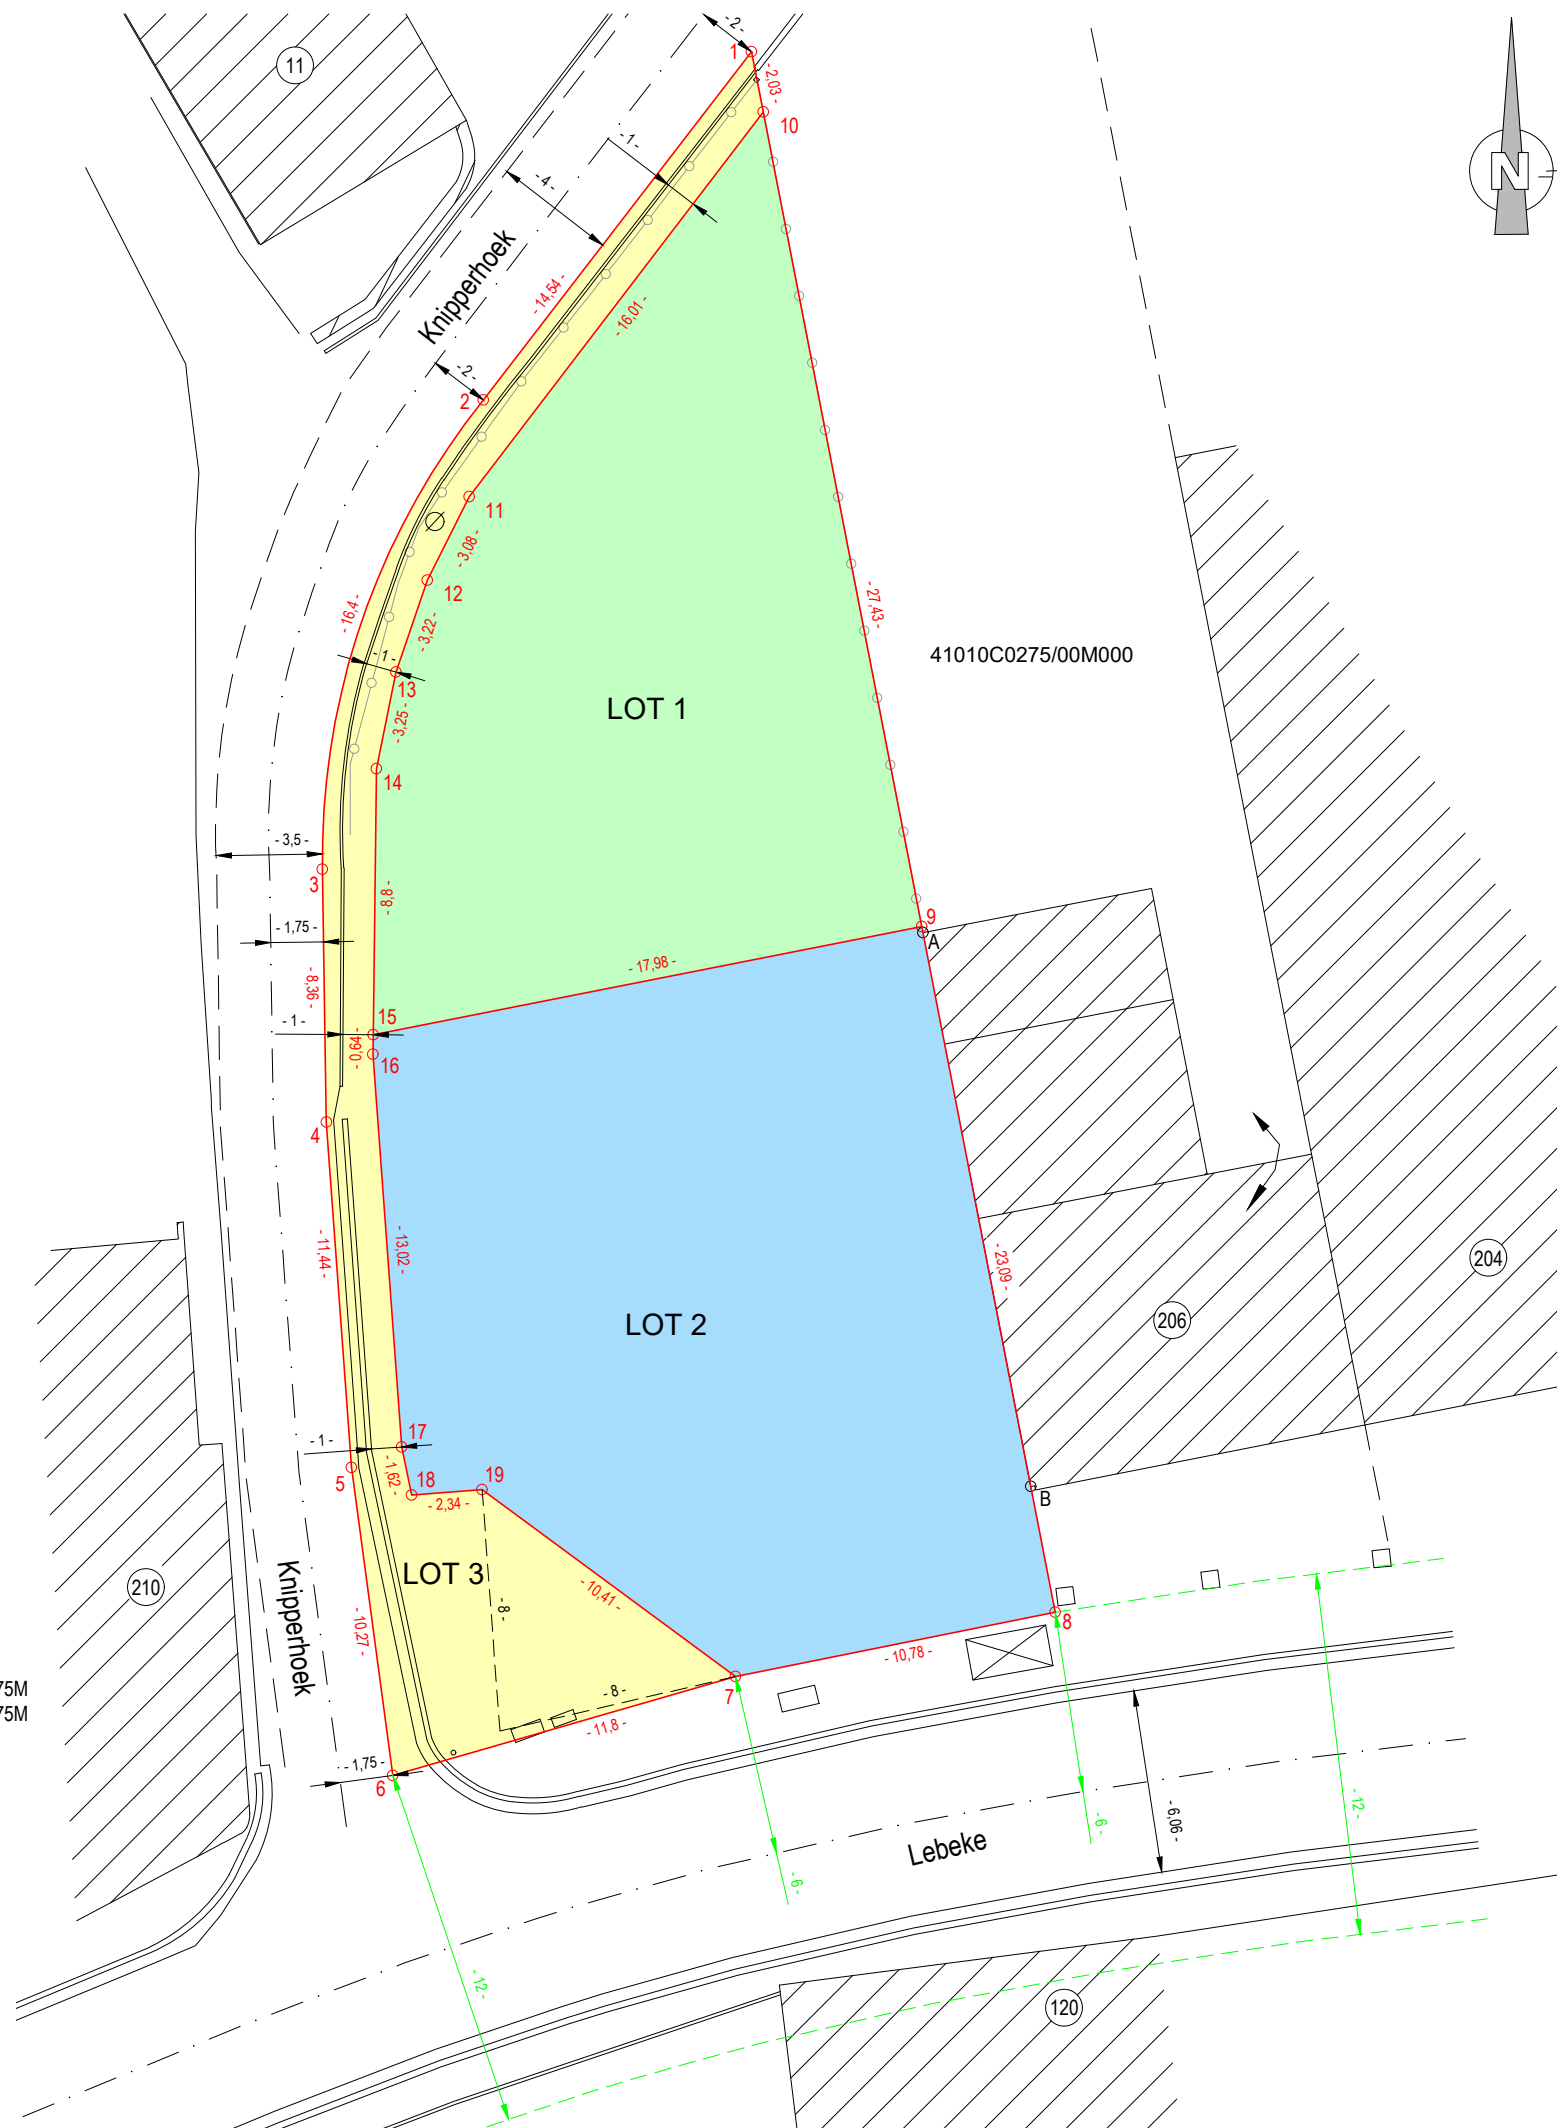 11
- 2 -
1
- 2,03 -
10
N
- 1 -
- 4 -
Knipperhoek
- 14,54 -
- 16,01 -
- 2 -
2
11
- 3,08 -
12
- 16,4 -
- 3,22 -
- 27,43 -
41010C0275/00M000
- 1 -
13
LOT 1
- 3,25 -
14
- 3,5 -
3
- 8,8 -
9
A
- 1,75 -
- 17,98 -
- 8,36 -
- 1 -
15
- 0,64 -
16
4
- 11,44 -
- 13,02 -
- 23,09 -
204
206
LOT 2
17
- 1 -
5
- 1,62 -
18
19
- 2,34 -
B
LOT 3
210
Knipperhoek
- 8 -
- 10,41 -
- 10,27 -
8
- 10,78 -
75M
75M
7
- 8 -
- 11,8 -
- 1,75 -
6
- 6 -
- 6,06 -
- 12 -
Lebeke
- 6 -
- 12 -
120